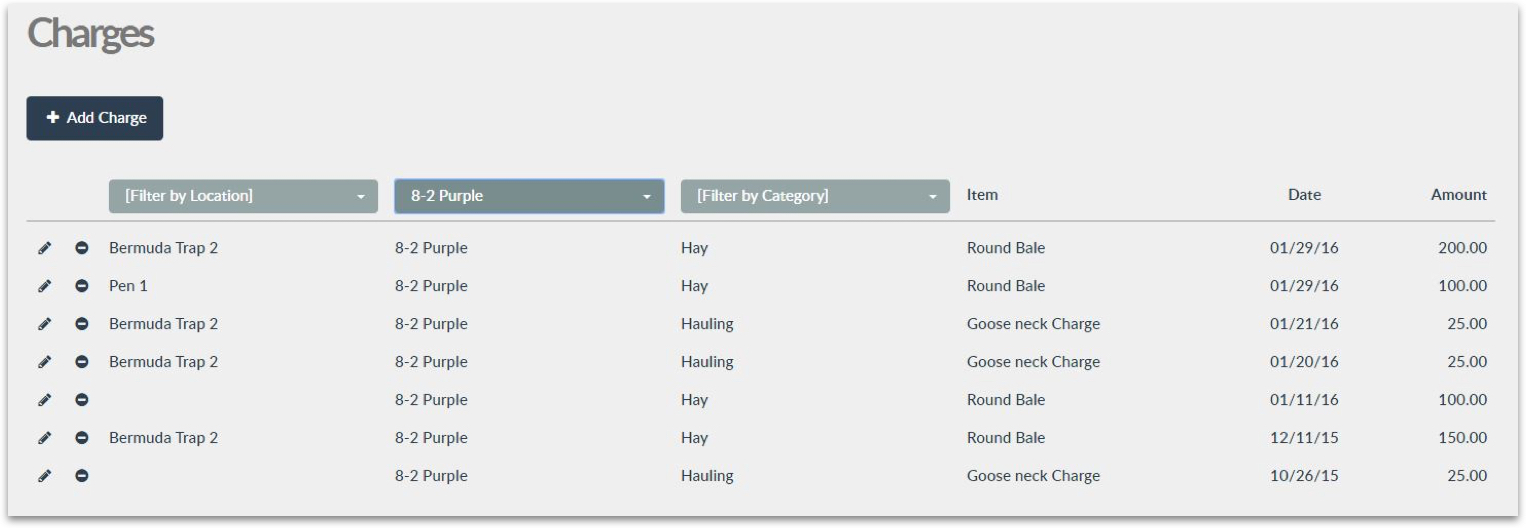 Charges
Add Charge
[Filter by Location] 8-2 Purple [Filter by Category] Item Date Amount
Bermuda Trap 2 8-2 Purple Hay Round Bale 01/29/16 200.00
Pen 1 8-2 Purple Hay Round Bale 01/29/16 100.00
Bermuda Trap 2 8-2 Purple Hauling Goose neck Charge 01/21/16 25.00
Bermuda Trap 2 8-2 Purple Hauling Goose neck Charge 01/20/16 25.00
8-2 Purple Hay Round Bale 01/11/16 100.00
Bermuda Trap 2 8-2 Purple Hay Round Bale 12/11/15 150.00
8-2 Purple Hauling Goose neck Charge 10/26/15 25.00